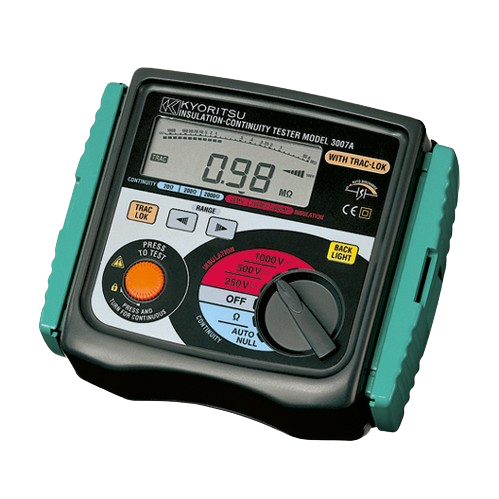 KYORITSU
INSULATION·CONTINUITY TESTER MODEL 3007A
TRAC
0.98
MΩ
WITH TRAC-LOK
CONTINUITY 20Ω 200Ω 2000Ω
INSULATION
CE
TRAC
LOK
RANGE
BACK
LIGHT
PRESS
TO TEST
PRESS AND
TURN FOR CONTINUOUS
INSULATION
1000V
500V
250V
OFF
CONTINUITY
Ω
AUTO
NULL